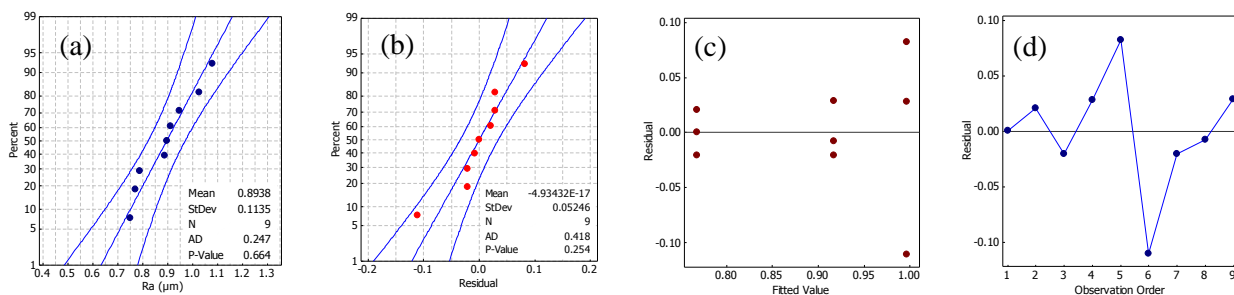 (a)
99
95
90
80
70
60
50
40
30
20
10
5
1
Percent
0.4 0.5 0.6 0.7 0.8 0.9 1.0 1.1 1.2 1.3
Ra (µm)
Mean 0.8938
StDev 0.1135
N 9
AD 0.247
P-Value 0.664
(b)
99
95
90
80
70
60
50
40
30
20
10
5
1
Percent
-0.2 -0.1 0.0 0.1 0.2
Residual
Mean -4.93432E-17
StDev 0.05246
N 9
AD 0.418
P-Value 0.254
(c)
0.10
0.05
0.00
-0.05
-0.10
Residual
0.80 0.85 0.90 0.95 1.00
Fitted Value
(d)
0.10
0.05
0.00
-0.05
-0.10
Residual
1 2 3 4 5 6 7 8 9
Observation Order